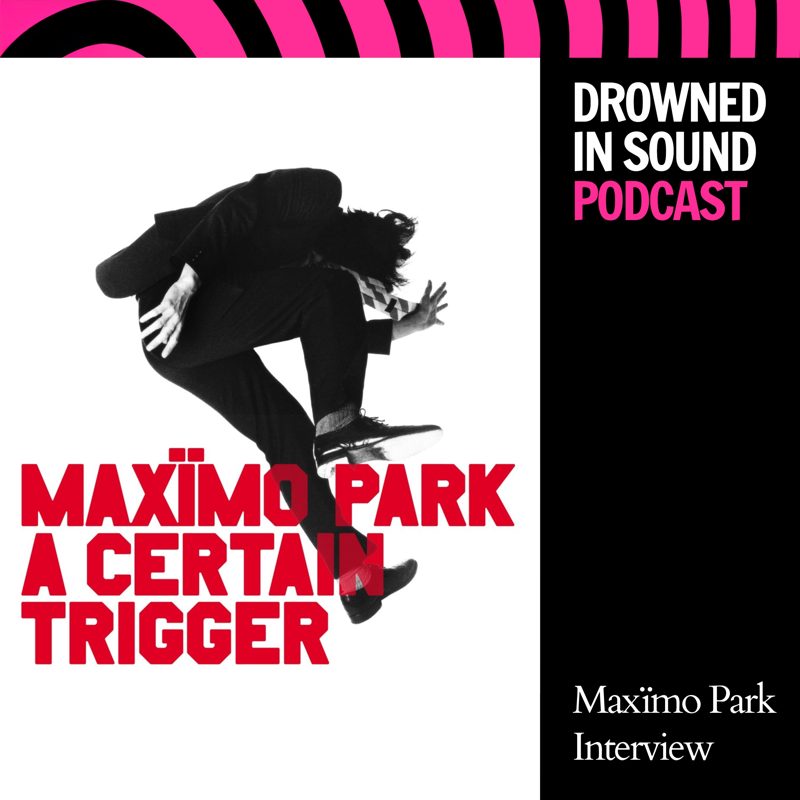 DROWNED
IN SOUND
PODCAST
MAXÏMO PARK
A CERTAIN
TRIGGER
Maxïmo Park
Interview